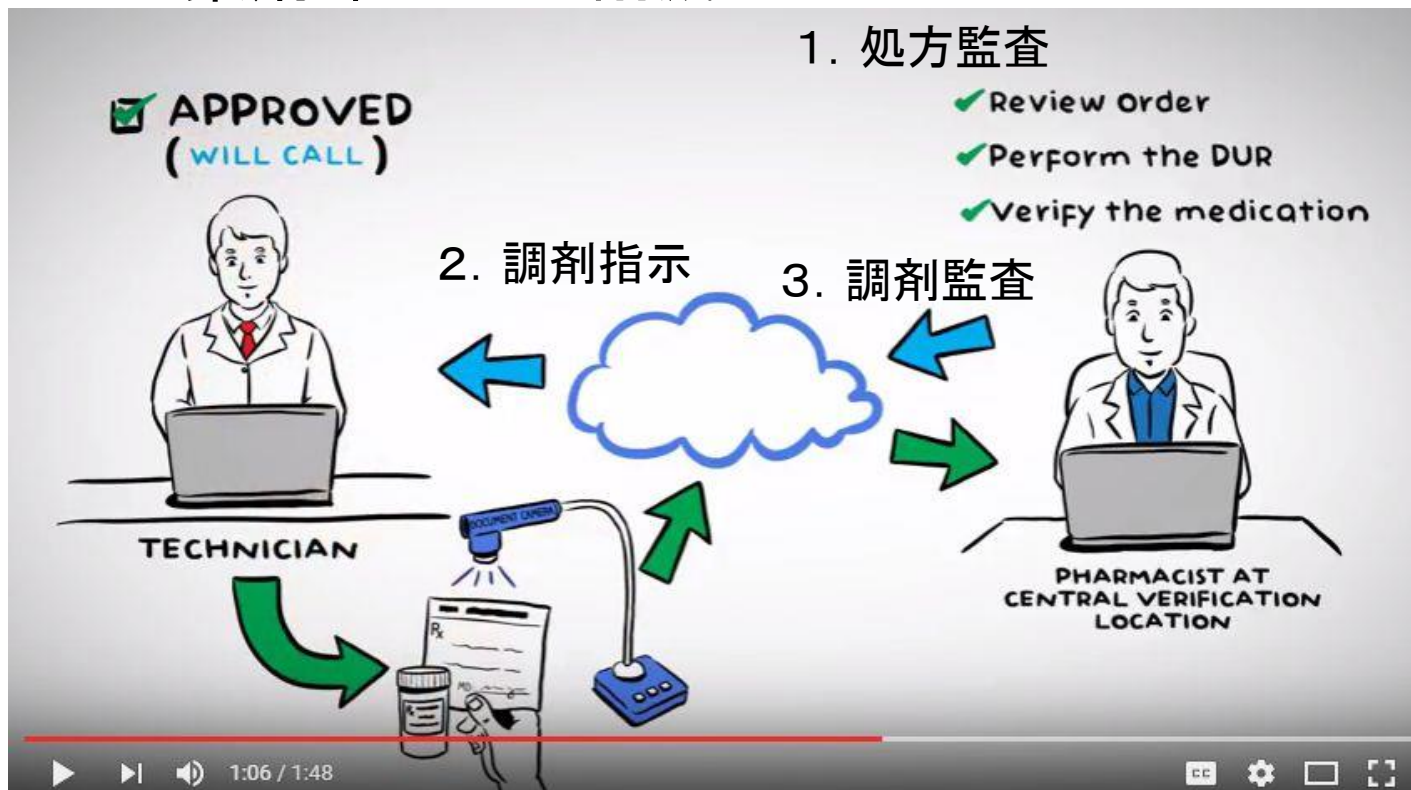 1. 処方監査
✔Review Order
✔Perform the DUR
✔Verify the medication
APPROVED
(WILL CALL)
2. 調剤指示
3. 調剤監査
DOCUMENT CAMERA
TECHNICIAN
Rx
MD
PHARMACIST AT
CENTRAL VERIFICATION
LOCATION
1:06 / 1:48
CC